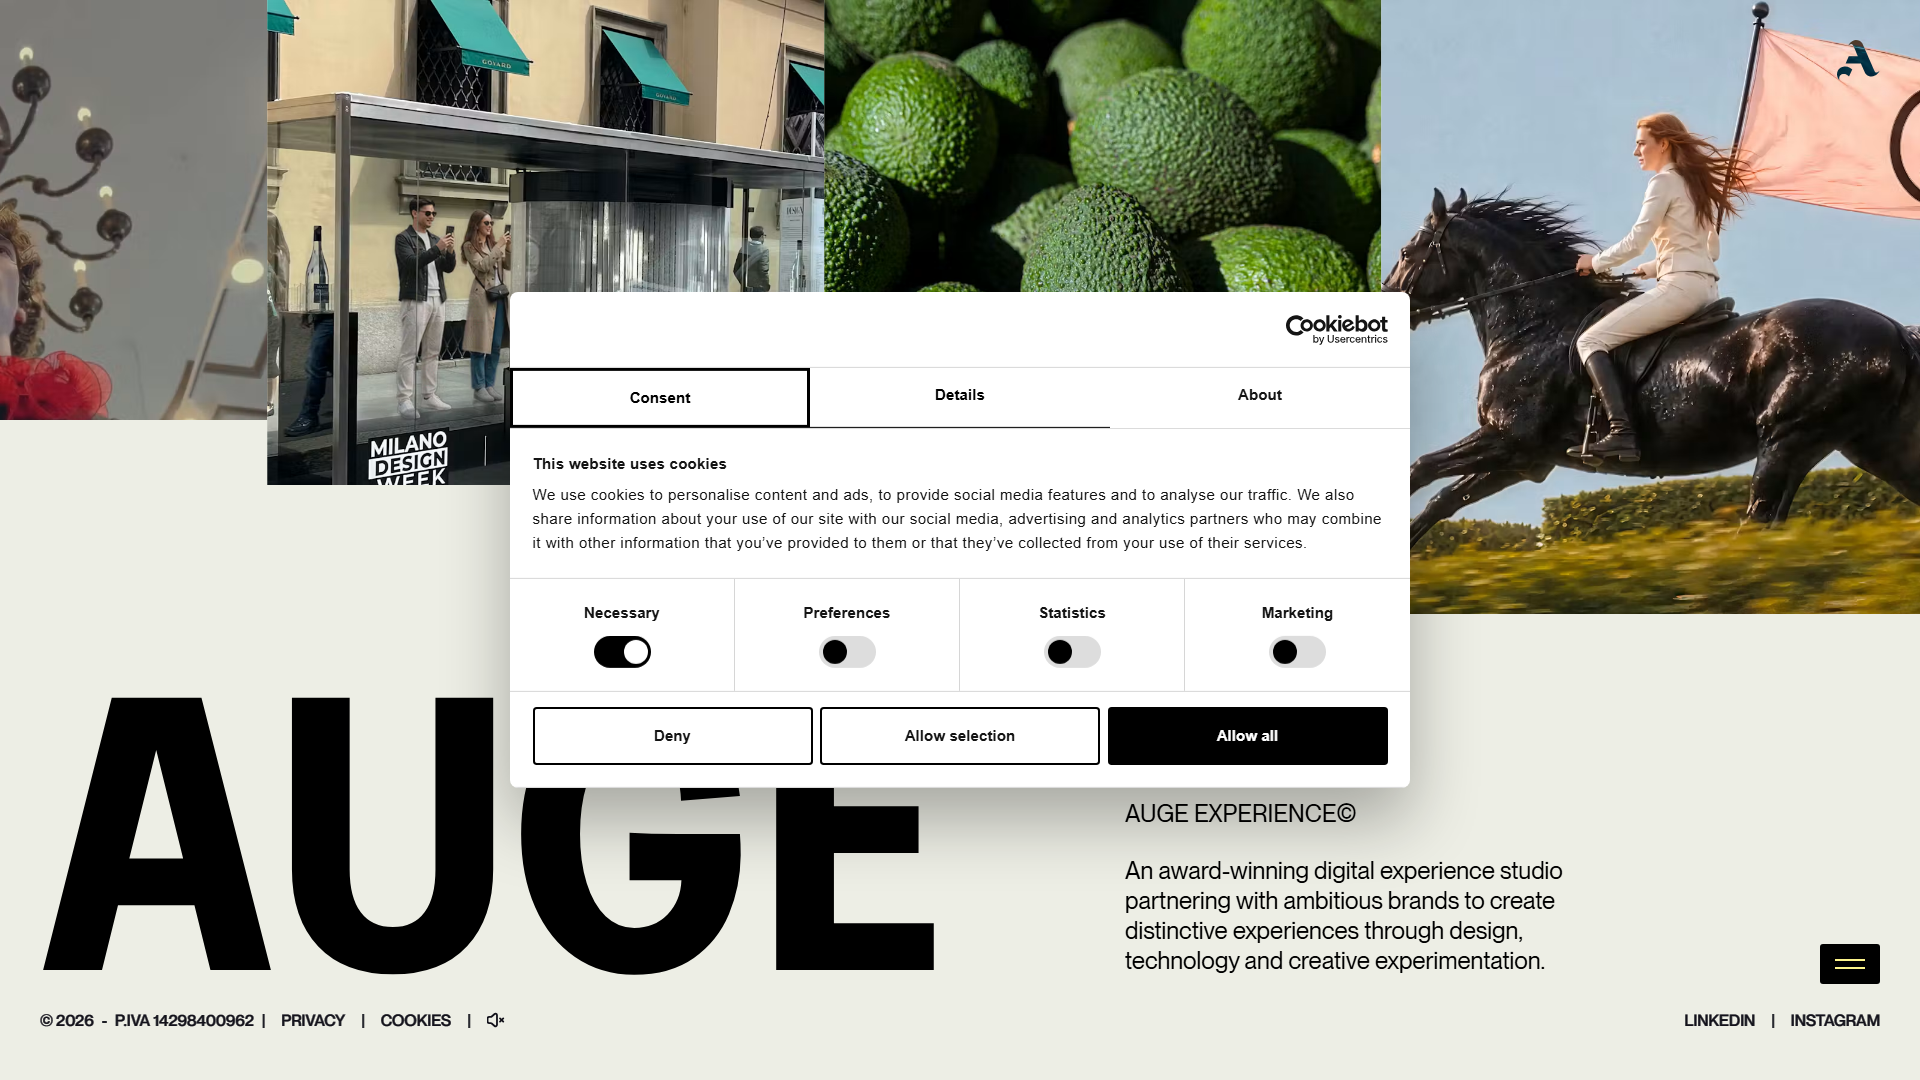 GOYARD
GOYARD
MILANO
DESIGN
WEEK
Cookiebot
by Usercentrics
Consent
Details
About
This website uses cookies
We use cookies to personalise content and ads, to provide social media features and to analyse our traffic. We also
share information about your use of our site with our social media, advertising and analytics partners who may combine
it with other information that you’ve provided to them or that they’ve collected from your use of their services.
Necessary
Preferences
Statistics
Marketing
Deny
Allow selection
Allow all
AUGE
AUGE EXPERIENCE©
An award-winning digital experience studio
partnering with ambitious brands to create
distinctive experiences through design,
technology and creative experimentation.
© 2026 - P.IVA 14298400962 | PRIVACY | COOKIES |
LINKEDIN | INSTAGRAM